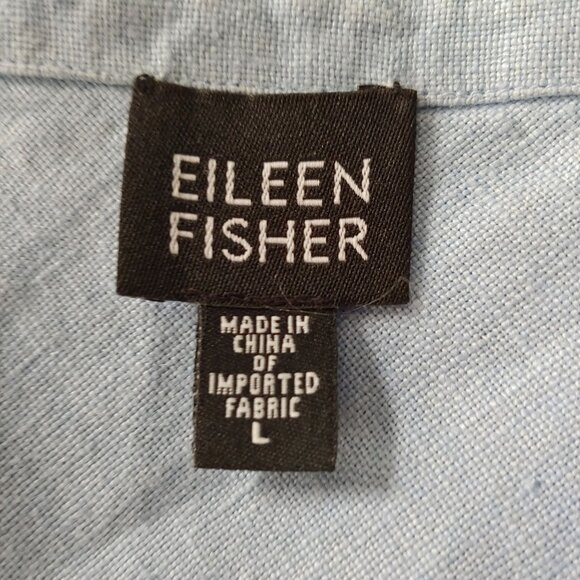 EILEEN
FISHER
MADE IN
CHINA
OF
IMPORTED
FABRIC
L